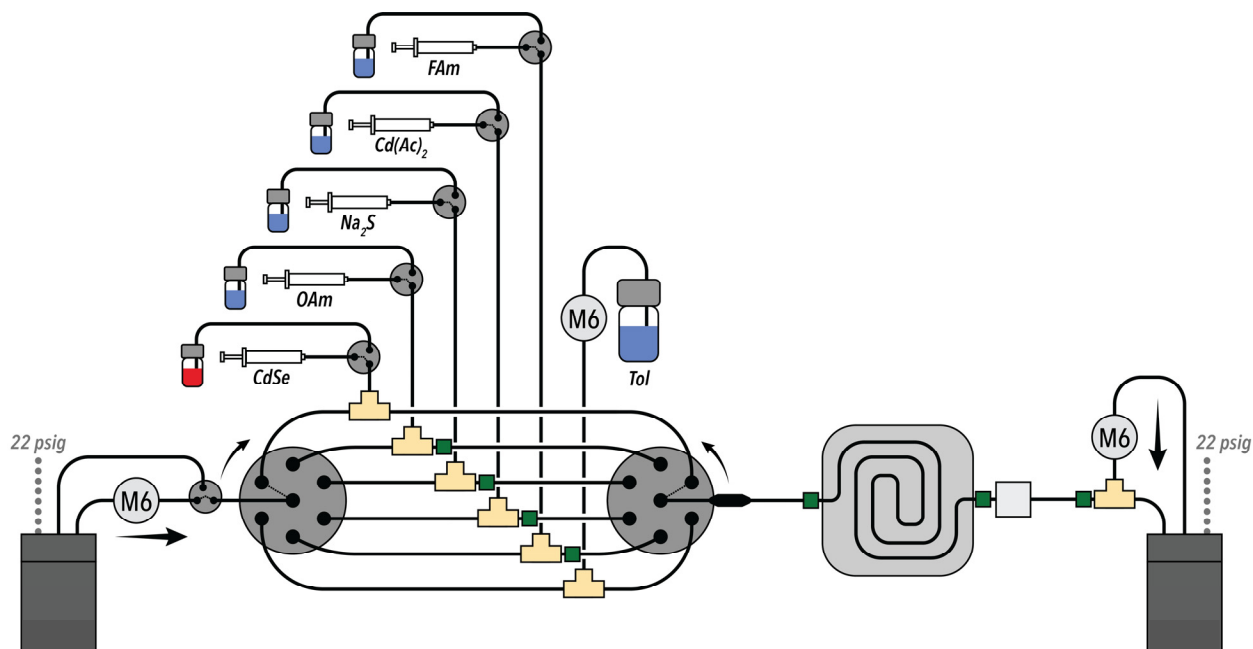 FAm
Cd(Ac)₂
Na₂S
OAm
M6
CdSe
Tol
22 psig
M6
M6
22 psig